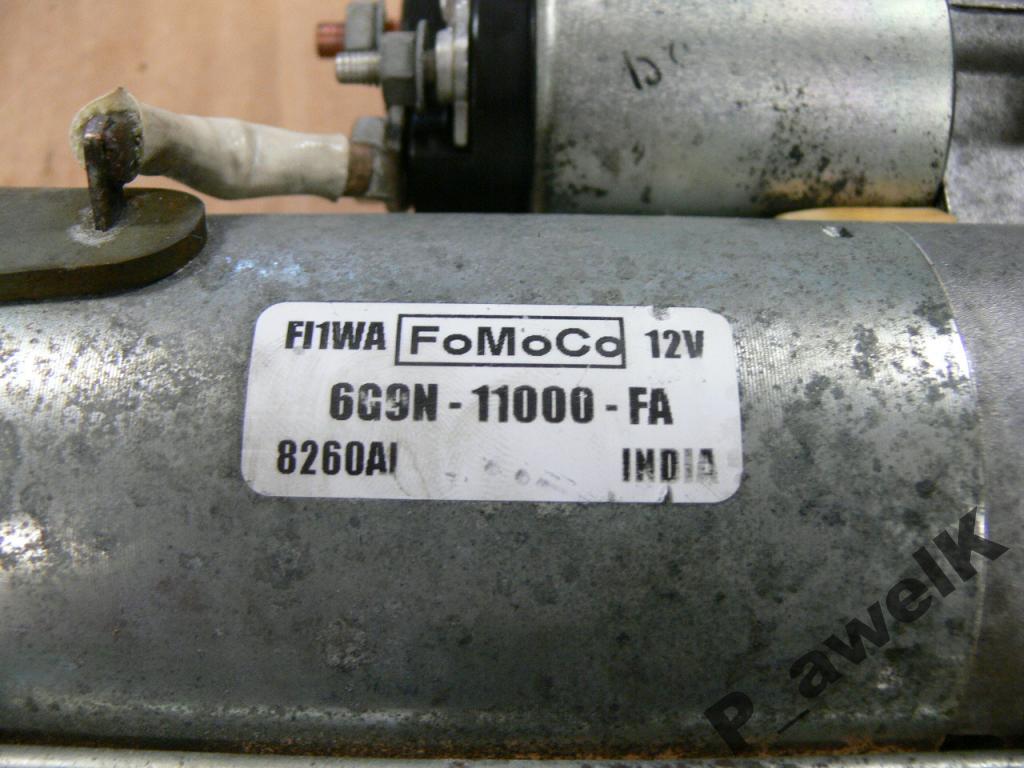 FI1WA FoMoCo 12V
6G9N - 11000 - FA
8260AI INDIA
P_awelK